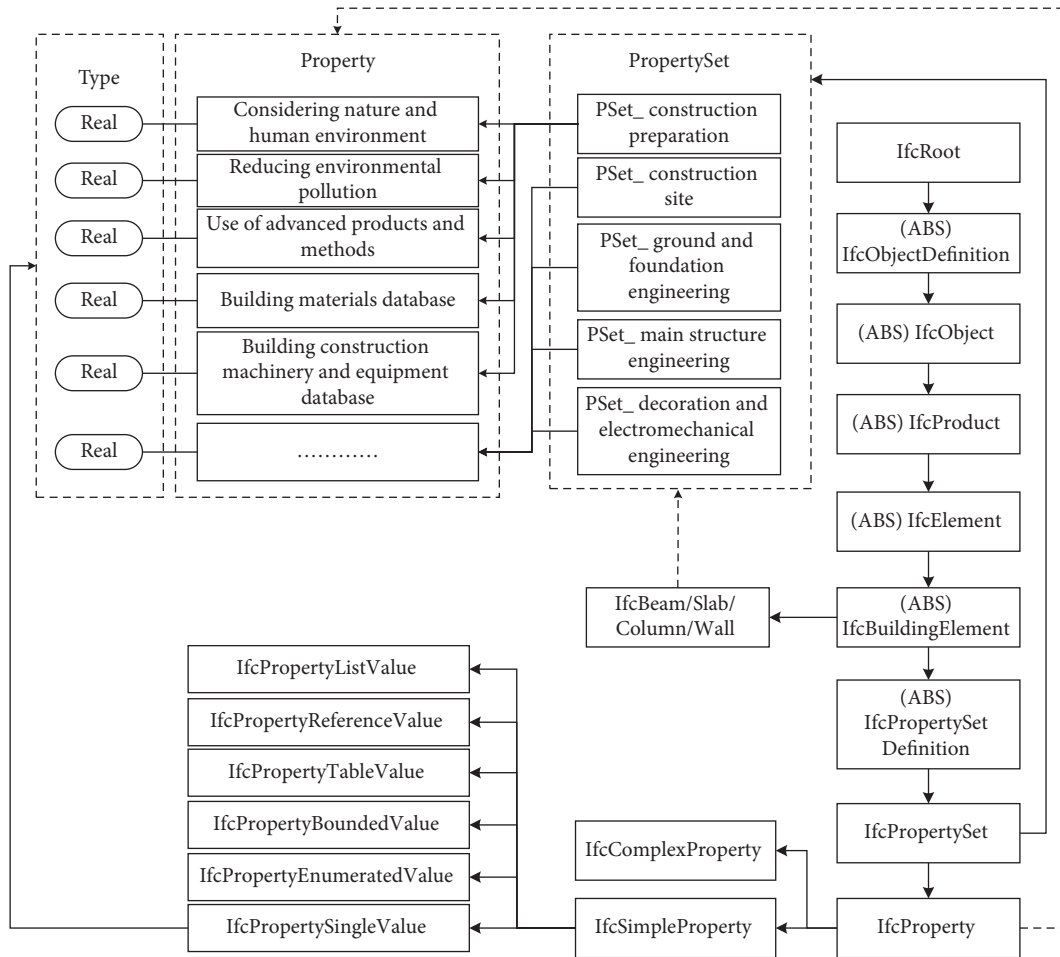 Type
Real
Real
Real
Real
Real
Real
Property
Considering nature and
human environment
Reducing environmental
pollution
Use of advanced products and
methods
Building materials database
Building construction
machinery and equipment
database
............
PropertySet
PSet_ construction
preparation
PSet_ construction
site
PSet_ ground and
foundation
engineering
PSet_ main structure
engineering
PSet_ decoration and
electromechanical
engineering
IfcRoot
(ABS)
IfcObjectDefinition
(ABS) IfcObject
(ABS) IfcProduct
(ABS) IfcElement
(ABS)
IfcBuildingElement
IfcBeam/Slab/
Column/Wall
(ABS)
IfcPropertySet
Definition
IfcPropertySet
IfcProperty
IfcComplexProperty
IfcSimpleProperty
IfcPropertyListValue
IfcPropertyReferenceValue
IfcPropertyTableValue
IfcPropertyBoundedValue
IfcPropertyEnumeratedValue
IfcPropertySingleValue